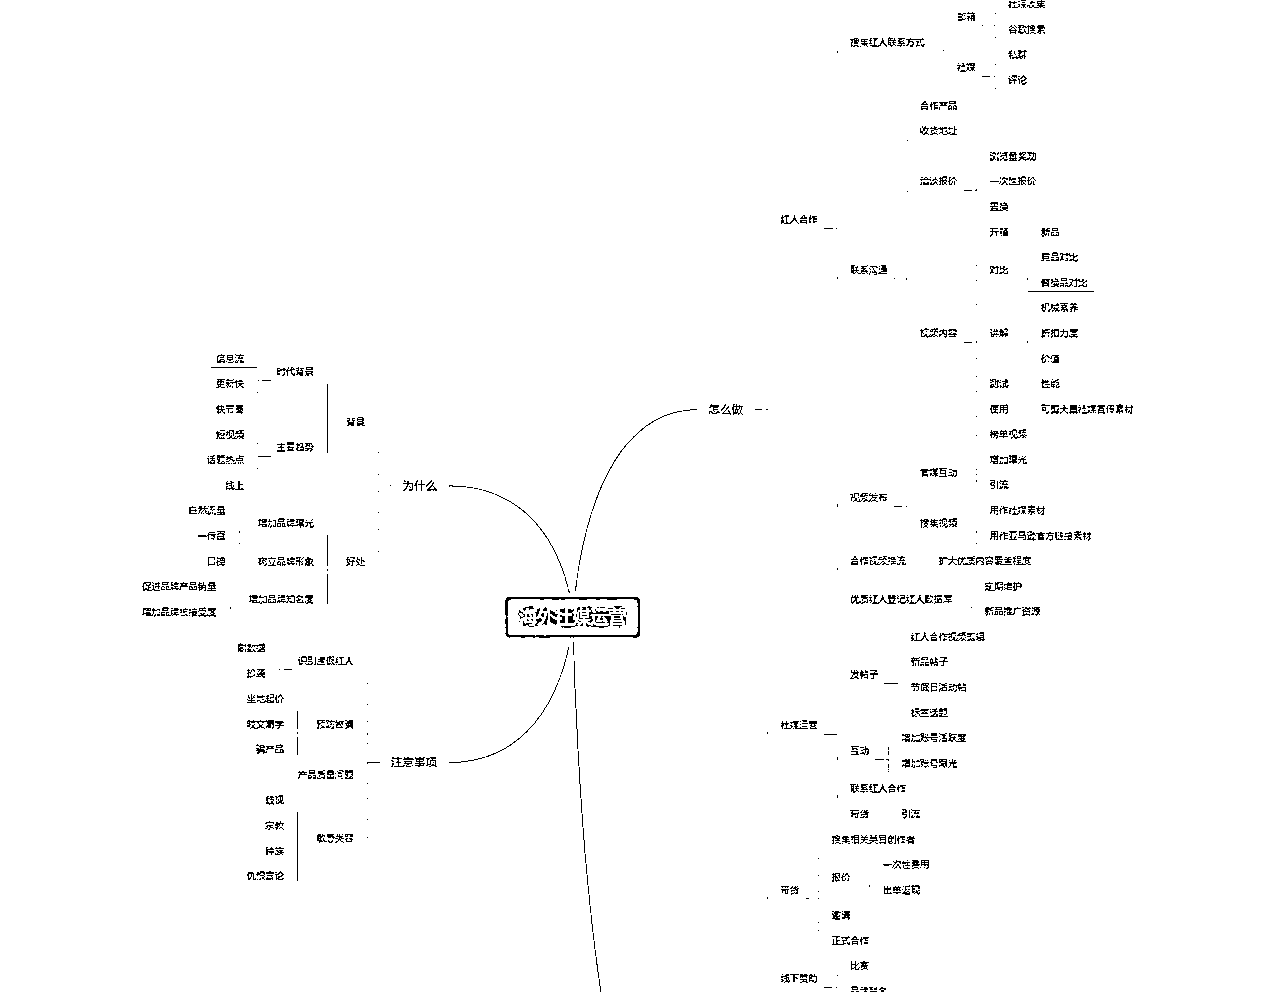 海外社媒运营
为什么
背景
时代背景
信息流
更新快
主要趋势
快节奏
短视频
话题热点
线上
好处
增加品牌曝光
自然流量
树立品牌形象
口碑
增加品牌知名度
促进品牌产品销量
增加品牌被接受度
注意事项
识别虚假红人
刷数据
抄袭
预防欺骗
坐地起价
咬文嚼字
骗产品
产品质量问题
敏感类容
歧视
宗教
种族
仇恨言论
怎么做
红人合作
搜集红人联系方式
邮箱
社媒收集
谷歌搜索
社媒
私聊
评论
联系沟通
合作产品
收货地址
洽谈报价
浏览量奖励
一次性报价
置换
视频内容
开箱
新品
对比
竞品对比
替换品对比
讲解
机械素养
折扣力度
价值
测试
性能
使用
可剪大量社媒宣传素材
榜单视频
视频发布
官媒互动
增加曝光
引流
搜集视频
用作社媒素材
用作亚马逊官方链接素材
合作视频推流
扩大优质内容覆盖程度
优质红人登记红人数据库
定期维护
新品推广资源
社媒运营
发帖子
红人合作视频剪辑
新品帖子
节假日活动帖
标签话题
互动
增加账号活跃度
增加账号曝光
联系红人合作
带货
引流
带货
搜集相关类目创作者
报价
一次性费用
出单返现
邀请
正式合作
线下赞助
比赛